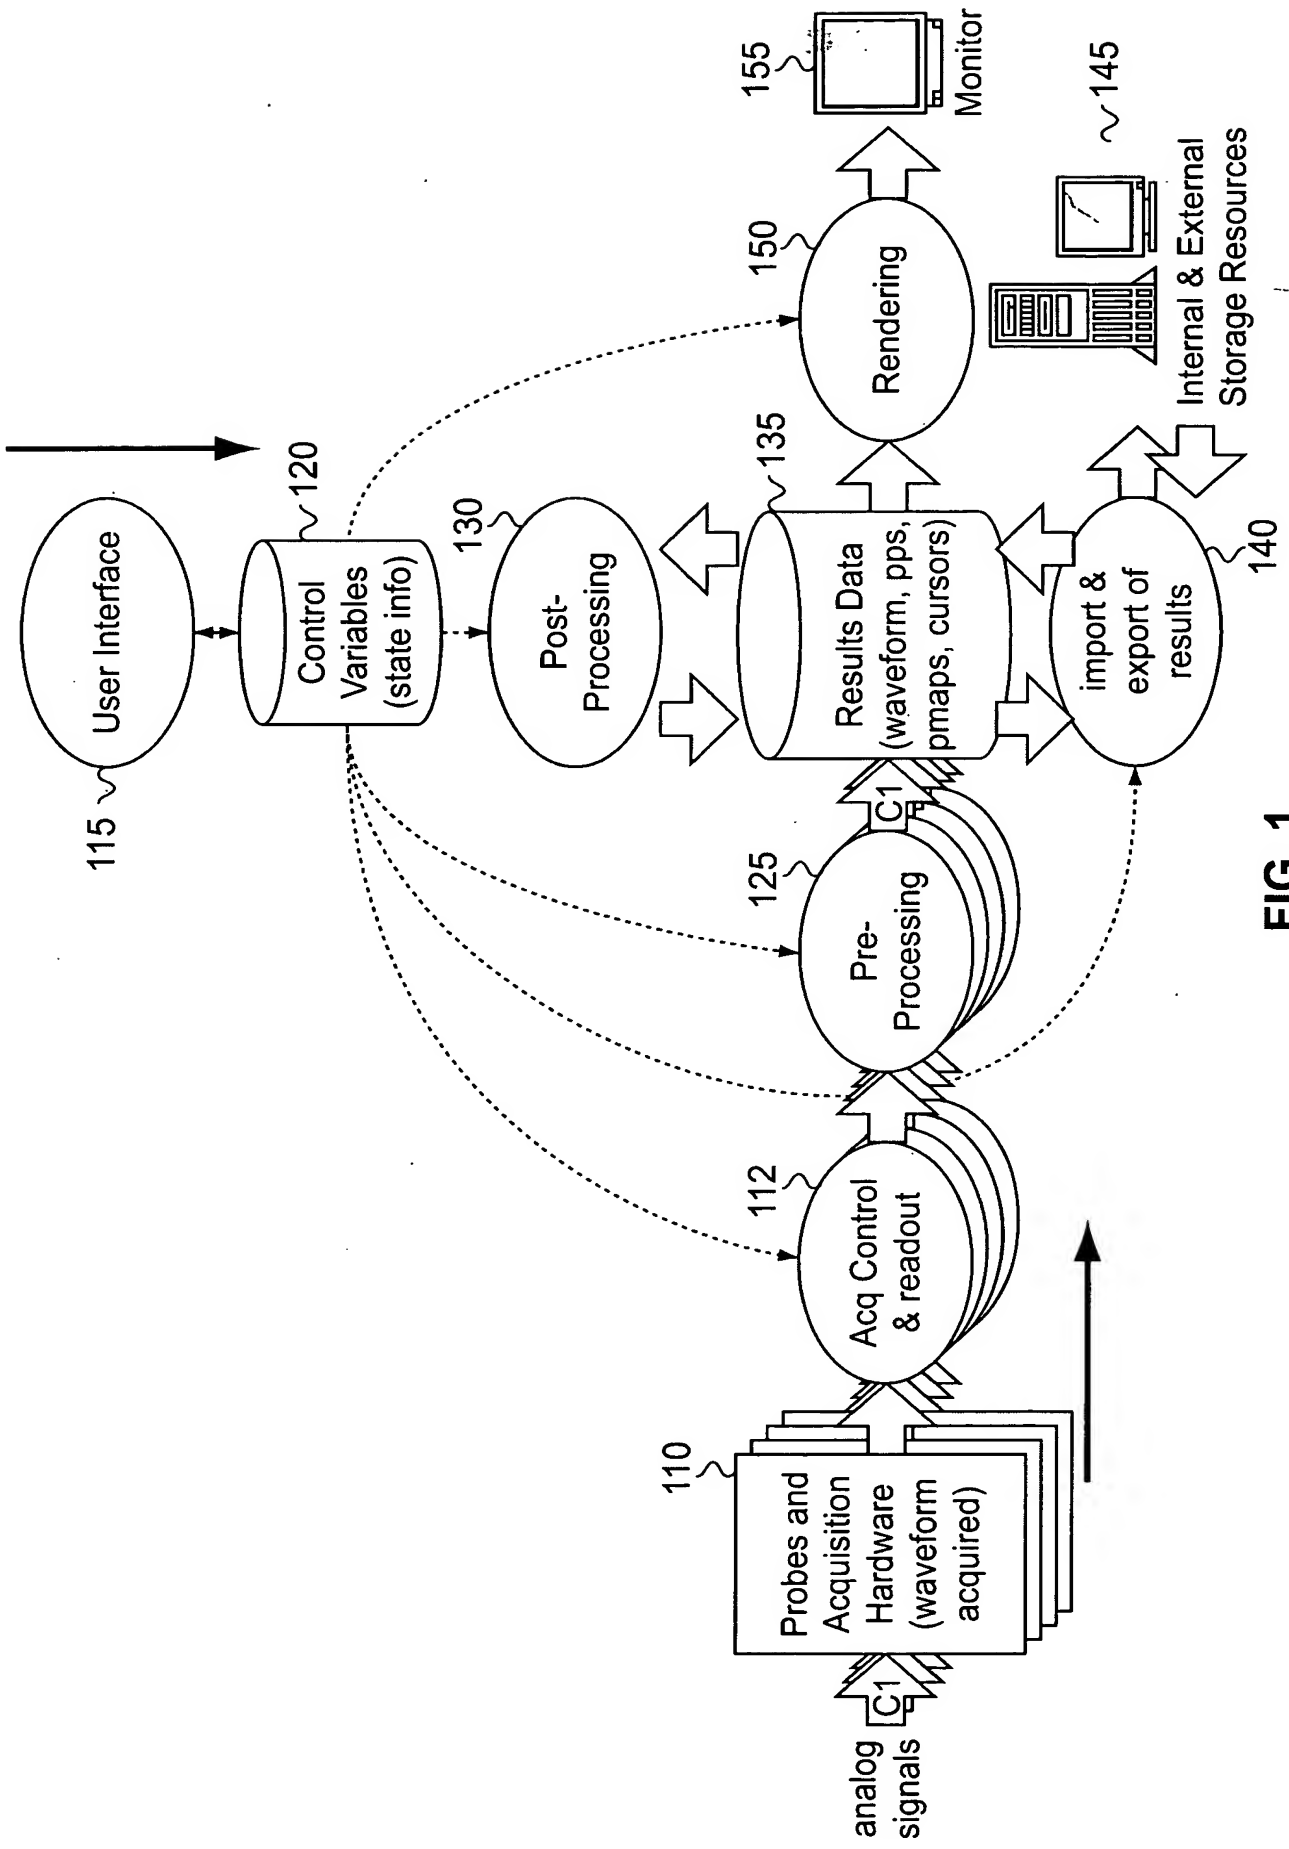 115
User Interface
120
Control
Variables
(state info)
130
Post-
Processing
analog
signals
C1
110
Probes and
Acquisition
Hardware
(waveform
acquired)
112
Acq Control
& readout
125
Pre-
Processing
C1
135
Results Data
(waveform, pps,
pmaps, cursors)
150
Rendering
155
Monitor
140
import &
export of
results
145
Internal & External
Storage Resources
FIG. 1